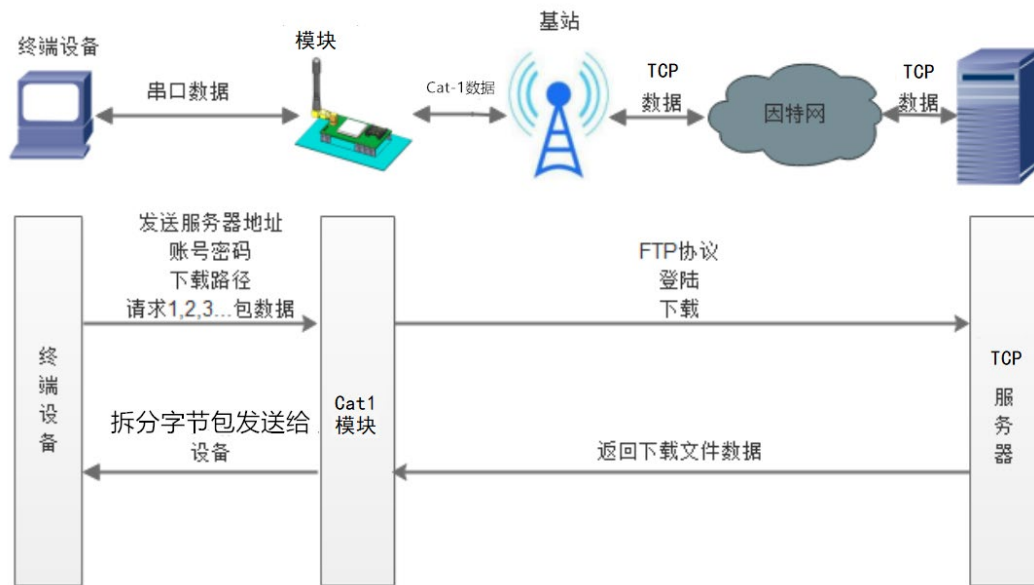 终端设备
模块
基站
串口数据
Cat-1数据
TCP
数据
因特网
TCP
数据
发送服务器地址
账号密码
下载路径
请求1,2,3...包数据
FTP协议
登陆
下载
终端设备
Cat1
模块
TCP
服务器
拆分字节包发送给
设备
返回下载文件数据